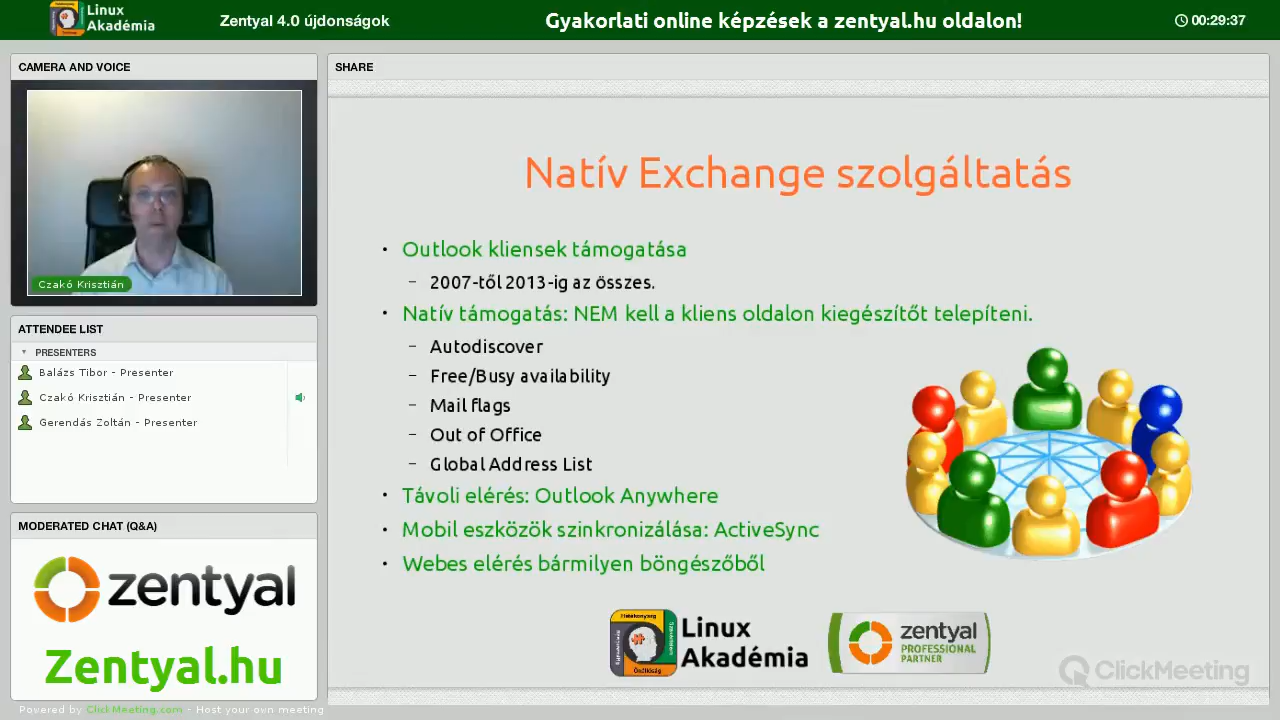 Linux
Akadémia
Zentyal 4.0 újdonságok
Gyakorlati online képzések a zentyal.hu oldalon!
00:29:37
CAMERA AND VOICE
Czakó Krisztián
ATTENDEE LIST
PRESENTERS
Balázs Tibor - Presenter
Czakó Krisztián - Presenter
Gerendás Zoltán - Presenter
MODERATED CHAT (Q&A)
zentyal
Zentyal.hu
Powered by ClickMeeting.com - Host your own meeting
SHARE
Natív Exchange szolgáltatás
• Outlook kliensek támogatása
– 2007-től 2013-ig az összes.
• Natív támogatás: NEM kell a kliens oldalon kiegészítőt telepíteni.
– Autodiscover
– Free/Busy availability
– Mail flags
– Out of Office
– Global Address List
• Távoli elérés: Outlook Anywhere
• Mobil eszközök szinkronizálása: ActiveSync
• Webes elérés bármilyen böngészőből
Linux
Akadémia
zentyal
PROFESSIONAL
PARTNER
ClickMeeting